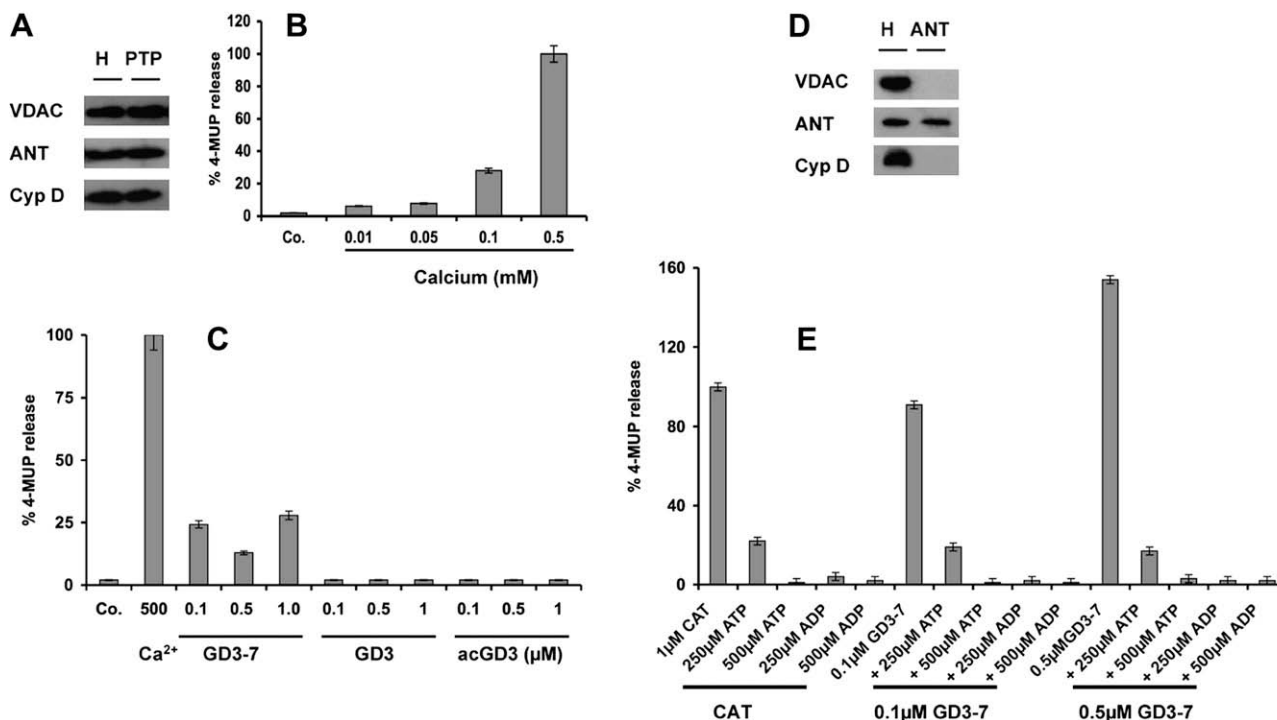 A
H PTP
VDAC
ANT
Cyp D
B
% 4-MUP release
120
100
80
60
40
20
0
Co. 0.01 0.05 0.1 0.5
Calcium (mM)
D
H ANT
VDAC
ANT
Cyp D
C
% 4-MUP release
100
75
50
25
0
Co. 500 0.1 0.5 1.0 0.1 0.5 1 0.1 0.5 1
Ca²⁺ GD3-7 GD3 acGD3 (µM)
E
% 4-MUP release
160
120
80
40
0
1µM CAT
250µM ATP
500µM ATP
250µM ADP
500µM ADP
0.1µM GD3-7
+ 250µM ATP
+ 500µM ATP
+ 250µM ADP
+ 500µM ADP
0.5µMGD3-7
+ 250µM ATP
+ 500µM ATP
+ 250µM ADP
+ 500µM ADP
CAT 0.1µM GD3-7 0.5µM GD3-7